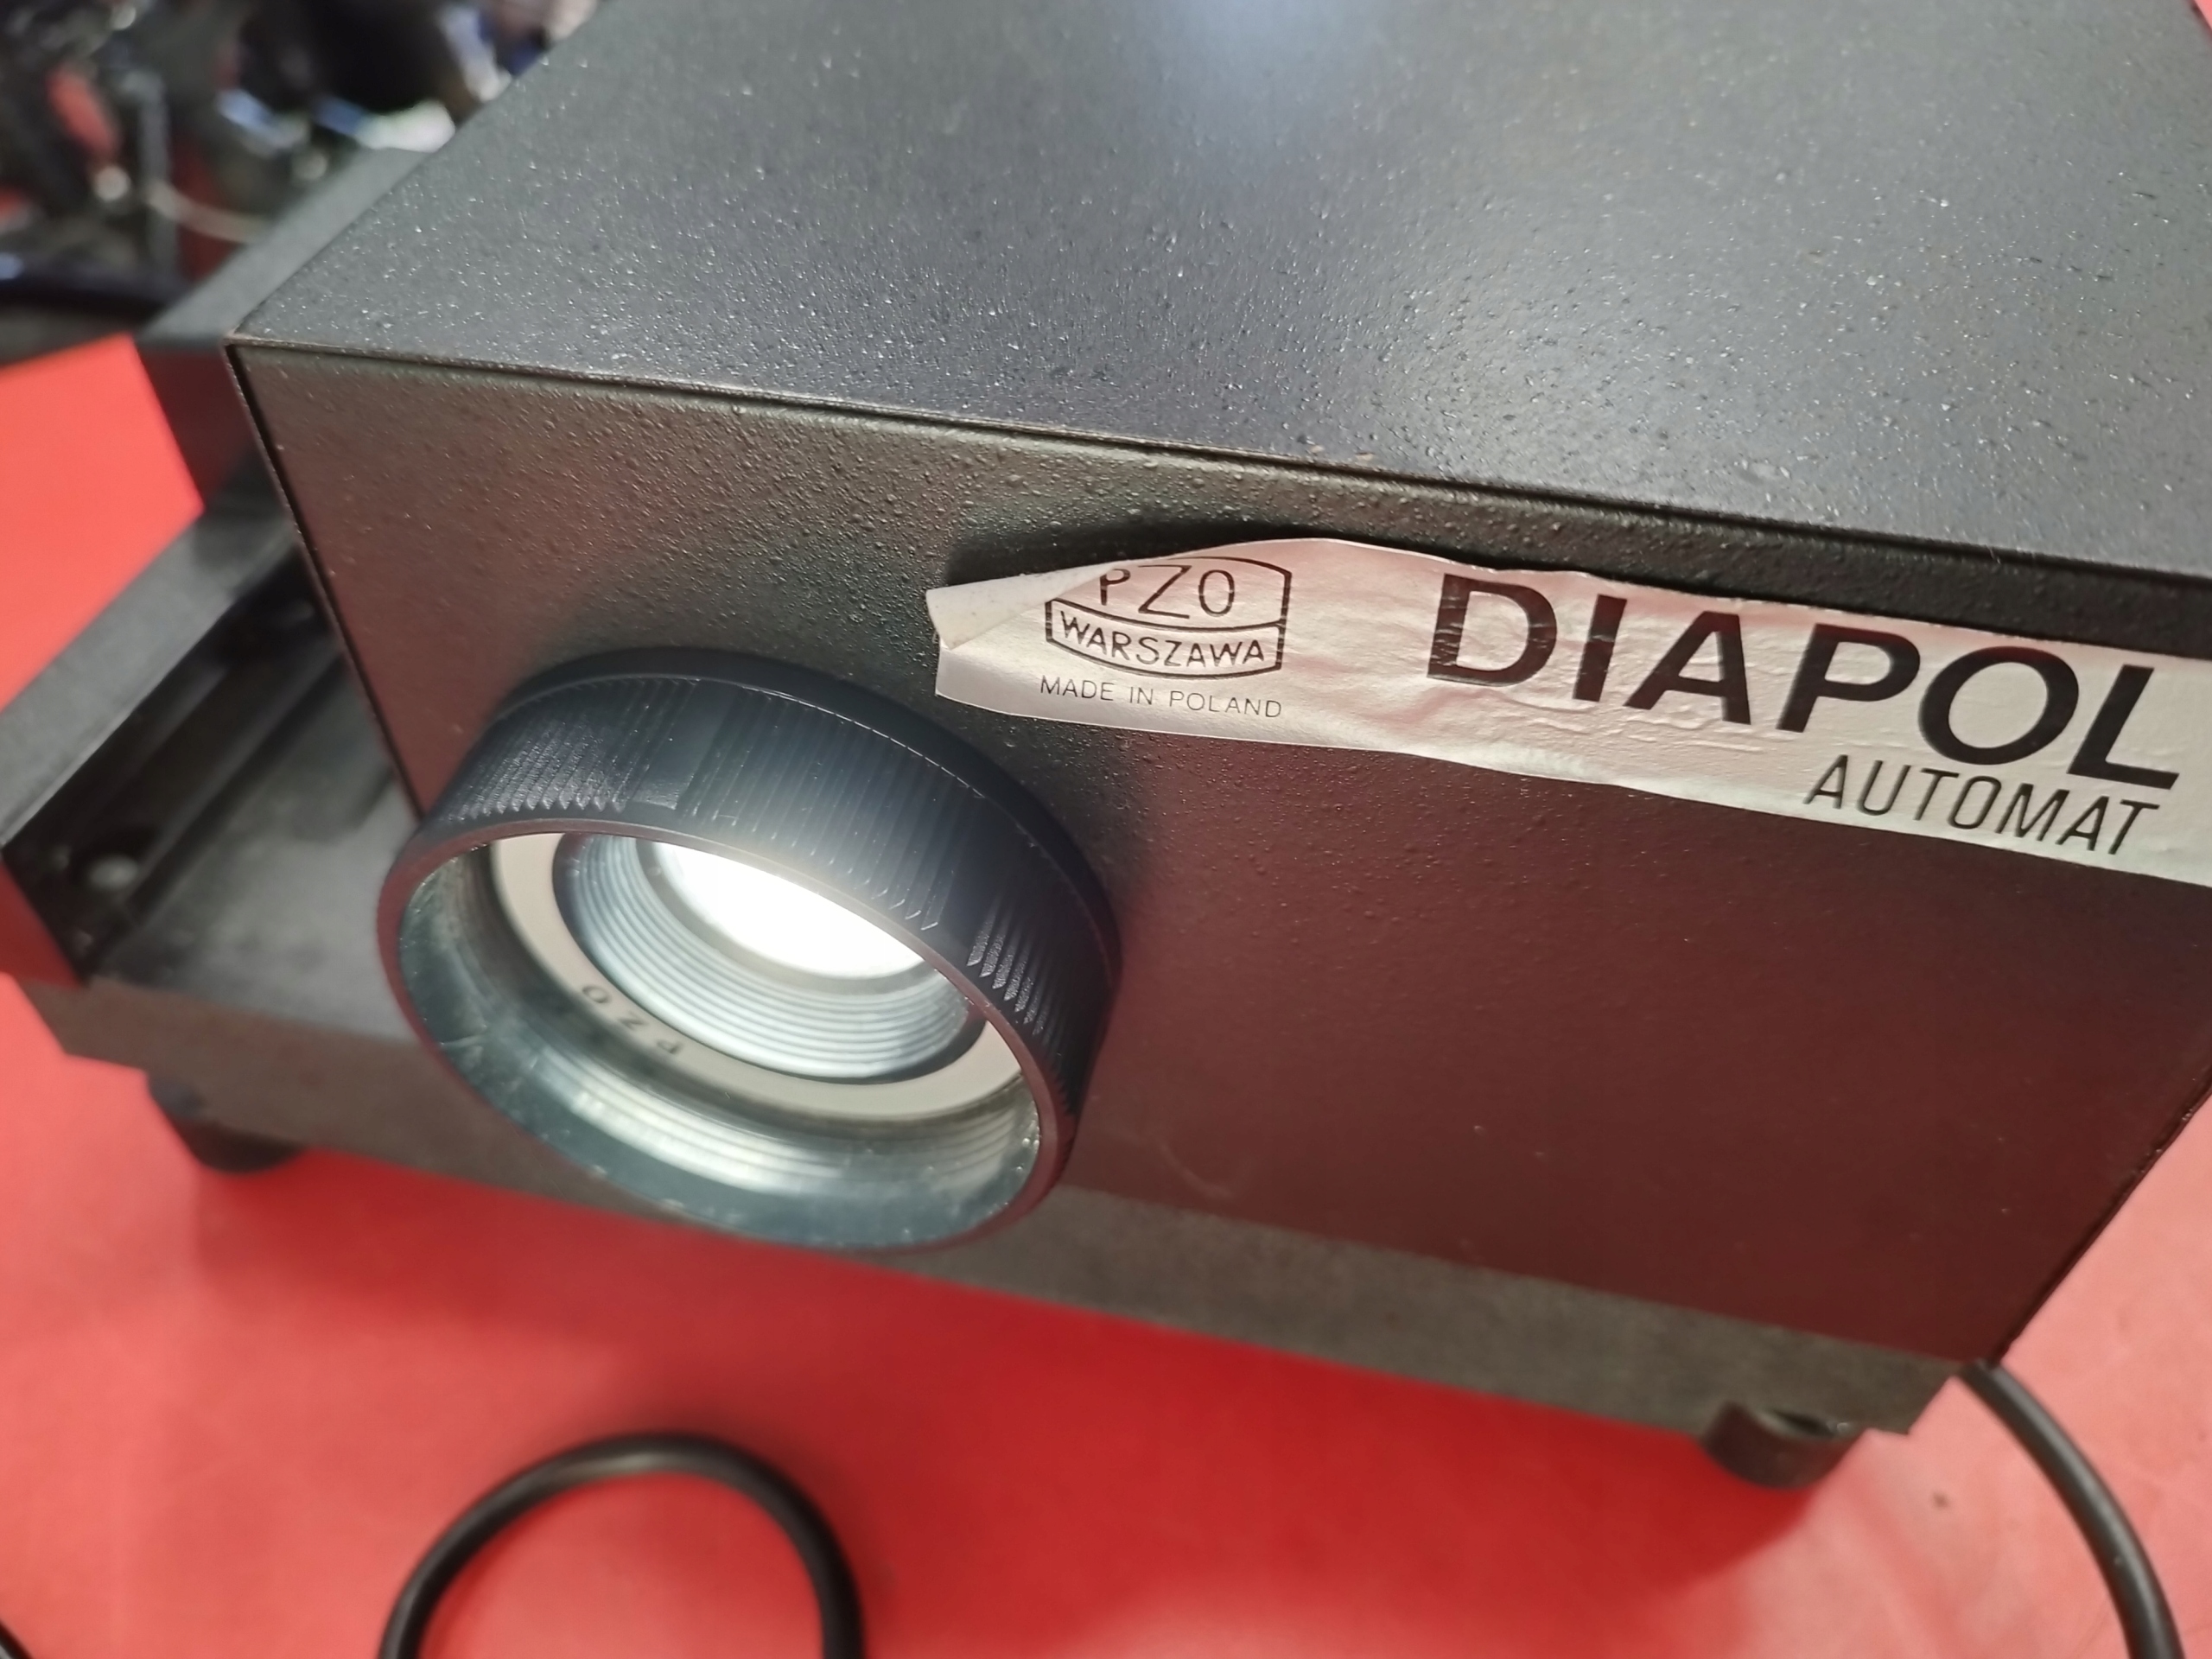 PZO
WARSZAWA
MADE IN POLAND
DIAPOL
AUTOMAT
PZO